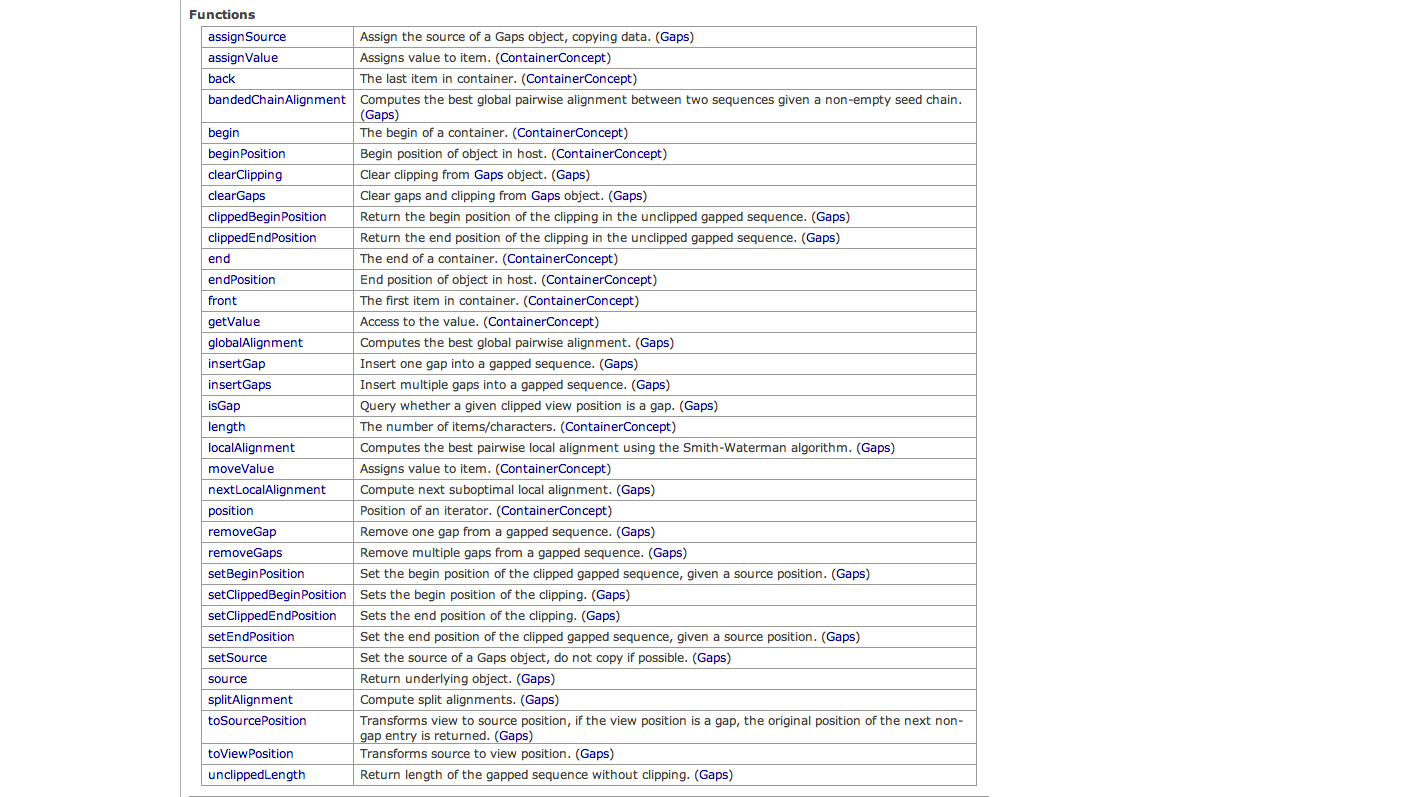 Functions
assignSource Assign the source of a Gaps object, copying data. (Gaps)
assignValue Assigns value to item. (ContainerConcept)
back The last item in container. (ContainerConcept)
bandedChainAlignment Computes the best global pairwise alignment between two sequences given a non-empty seed chain.
(Gaps)
begin The begin of a container. (ContainerConcept)
beginPosition Begin position of object in host. (ContainerConcept)
clearClipping Clear clipping from Gaps object. (Gaps)
clearGaps Clear gaps and clipping from Gaps object. (Gaps)
clippedBeginPosition Return the begin position of the clipping in the unclipped gapped sequence. (Gaps)
clippedEndPosition Return the end position of the clipping in the unclipped gapped sequence. (Gaps)
end The end of a container. (ContainerConcept)
endPosition End position of object in host. (ContainerConcept)
front The first item in container. (ContainerConcept)
getValue Access to the value. (ContainerConcept)
globalAlignment Computes the best global pairwise alignment. (Gaps)
insertGap Insert one gap into a gapped sequence. (Gaps)
insertGaps Insert multiple gaps into a gapped sequence. (Gaps)
isGap Query whether a given clipped view position is a gap. (Gaps)
length The number of items/characters. (ContainerConcept)
localAlignment Computes the best pairwise local alignment using the Smith-Waterman algorithm. (Gaps)
moveValue Assigns value to item. (ContainerConcept)
nextLocalAlignment Compute next suboptimal local alignment. (Gaps)
position Position of an iterator. (ContainerConcept)
removeGap Remove one gap from a gapped sequence. (Gaps)
removeGaps Remove multiple gaps from a gapped sequence. (Gaps)
setBeginPosition Set the begin position of the clipped gapped sequence, given a source position. (Gaps)
setClippedBeginPosition Sets the begin position of the clipping. (Gaps)
setClippedEndPosition Sets the end position of the clipping. (Gaps)
setEndPosition Set the end position of the clipped gapped sequence, given a source position. (Gaps)
setSource Set the source of a Gaps object, do not copy if possible. (Gaps)
source Return underlying object. (Gaps)
splitAlignment Compute split alignments. (Gaps)
toSourcePosition Transforms view to source position, if the view position is a gap, the original position of the next non-
gap entry is returned. (Gaps)
toViewPosition Transforms source to view position. (Gaps)
unclippedLength Return length of the gapped sequence without clipping. (Gaps)